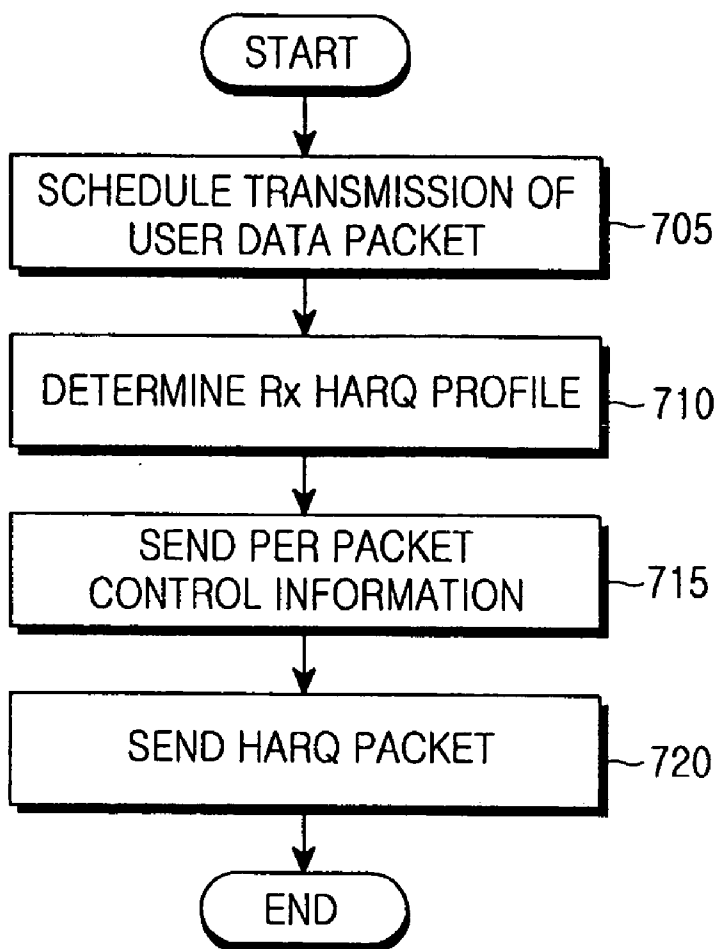 START
SCHEDULE TRANSMISSION OF
USER DATA PACKET
705
DETERMINE Rx HARQ PROFILE
710
SEND PER PACKET
CONTROL INFORMATION
715
SEND HARQ PACKET
720
END